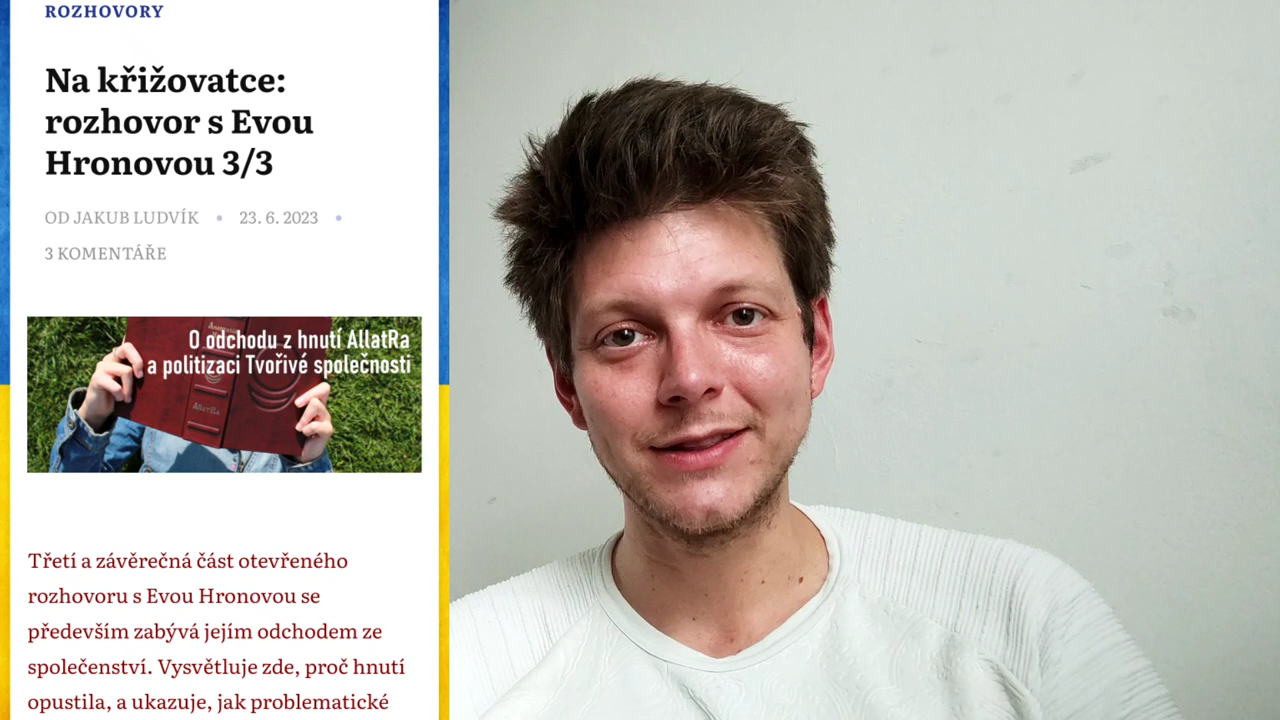 ROZHOVORY
Na křižovatce:
rozhovor s Evou
Hronovou 3/3
OD JAKUB LUDVÍK • 23. 6. 2023 •
3 KOMENTÁŘE
O odchodu z hnutí AllatRa
a politizaci Tvořivé společnosti
AllatRa
Třetí a závěrečná část otevřeného
rozhovoru s Evou Hronovou se
především zabývá jejím odchodem ze
společenství. Vysvětluje zde, proč hnutí
opustila, a ukazuje, jak problematické